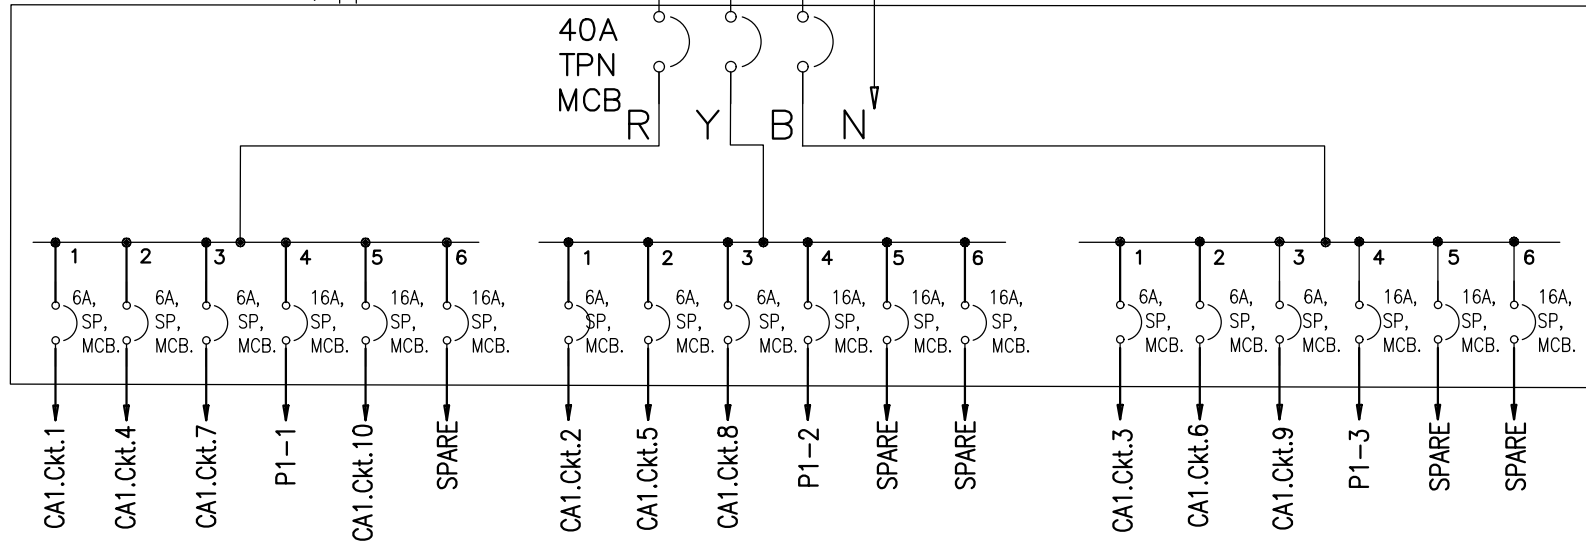 40A
TPN
MCB
R Y B N
1 2 3 4 5 6
6A, 6A, 6A, 16A, 16A, 16A,
SP, SP, SP, SP, SP, SP,
MCB. MCB. MCB. MCB. MCB. MCB.
CA1.Ckt.1
CA1.Ckt.4
CA1.Ckt.7
P1-1
CA1.Ckt.10
SPARE
1 2 3 4 5 6
6A, 6A, 6A, 16A, 16A, 16A,
SP, SP, SP, SP, SP, SP,
MCB. MCB. MCB. MCB. MCB. MCB.
CA1.Ckt.2
CA1.Ckt.5
CA1.Ckt.8
P1-2
SPARE
SPARE
1 2 3 4 5 6
6A, 6A, 6A, 16A, 16A, 16A,
SP, SP, SP, SP, SP, SP,
MCB. MCB. MCB. MCB. MCB. MCB.
CA1.Ckt.3
CA1.Ckt.6
CA1.Ckt.9
P1-3
SPARE
SPARE